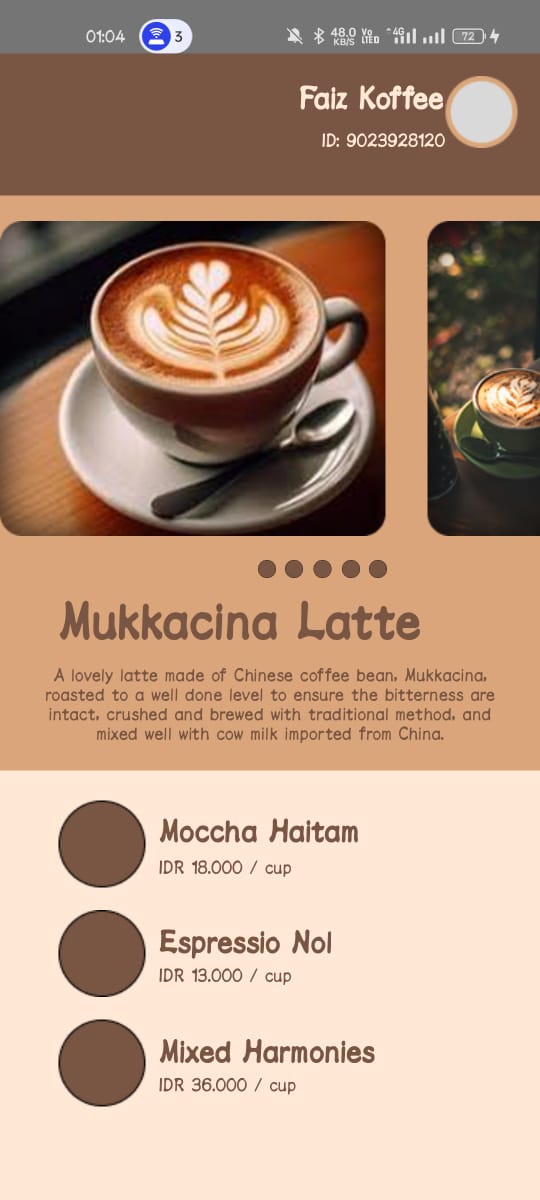 01:04 3 48.0 KB/S Vo LTED 4G 72
Faiz Koffee
ID: 9023928120
Mukkacina Latte
A lovely latte made of Chinese coffee bean, Mukkacina,
roasted to a well done level to ensure the bitterness are
intact, crushed and brewed with traditional method, and
mixed well with cow milk imported from China.
Moccha Haitam
IDR 18.000 / cup
Espressio Nol
IDR 13.000 / cup
Mixed Harmonies
IDR 36.000 / cup